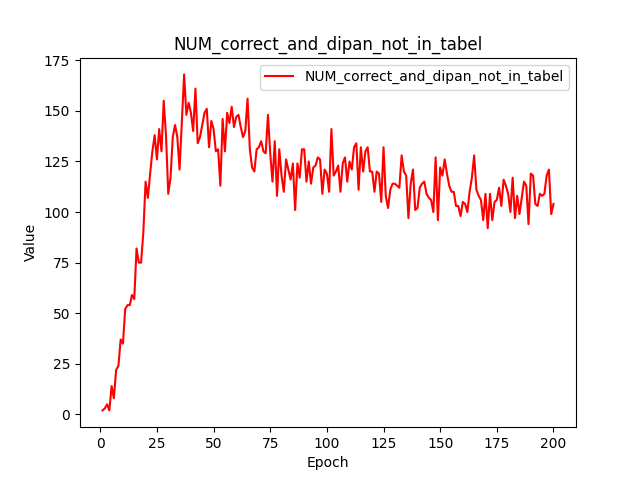 NUM_correct_and_dipan_not_in_tabel
NUM_correct_and_dipan_not_in_tabel
175
150
125
100
75
50
25
0
Value
0 25 50 75 100 125 150 175 200
Epoch